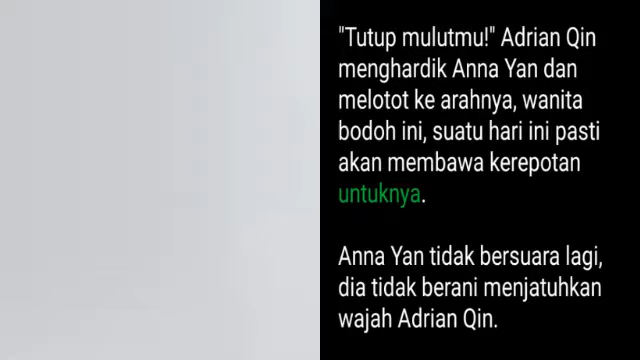 "Tutup mulutmu!" Adrian Qin
menghardik Anna Yan dan
melotot ke arahnya, wanita
bodoh ini, suatu hari ini pasti
akan membawa kerepotan
untuknya.
Anna Yan tidak bersuara lagi,
dia tidak berani menjatuhkan
wajah Adrian Qin.